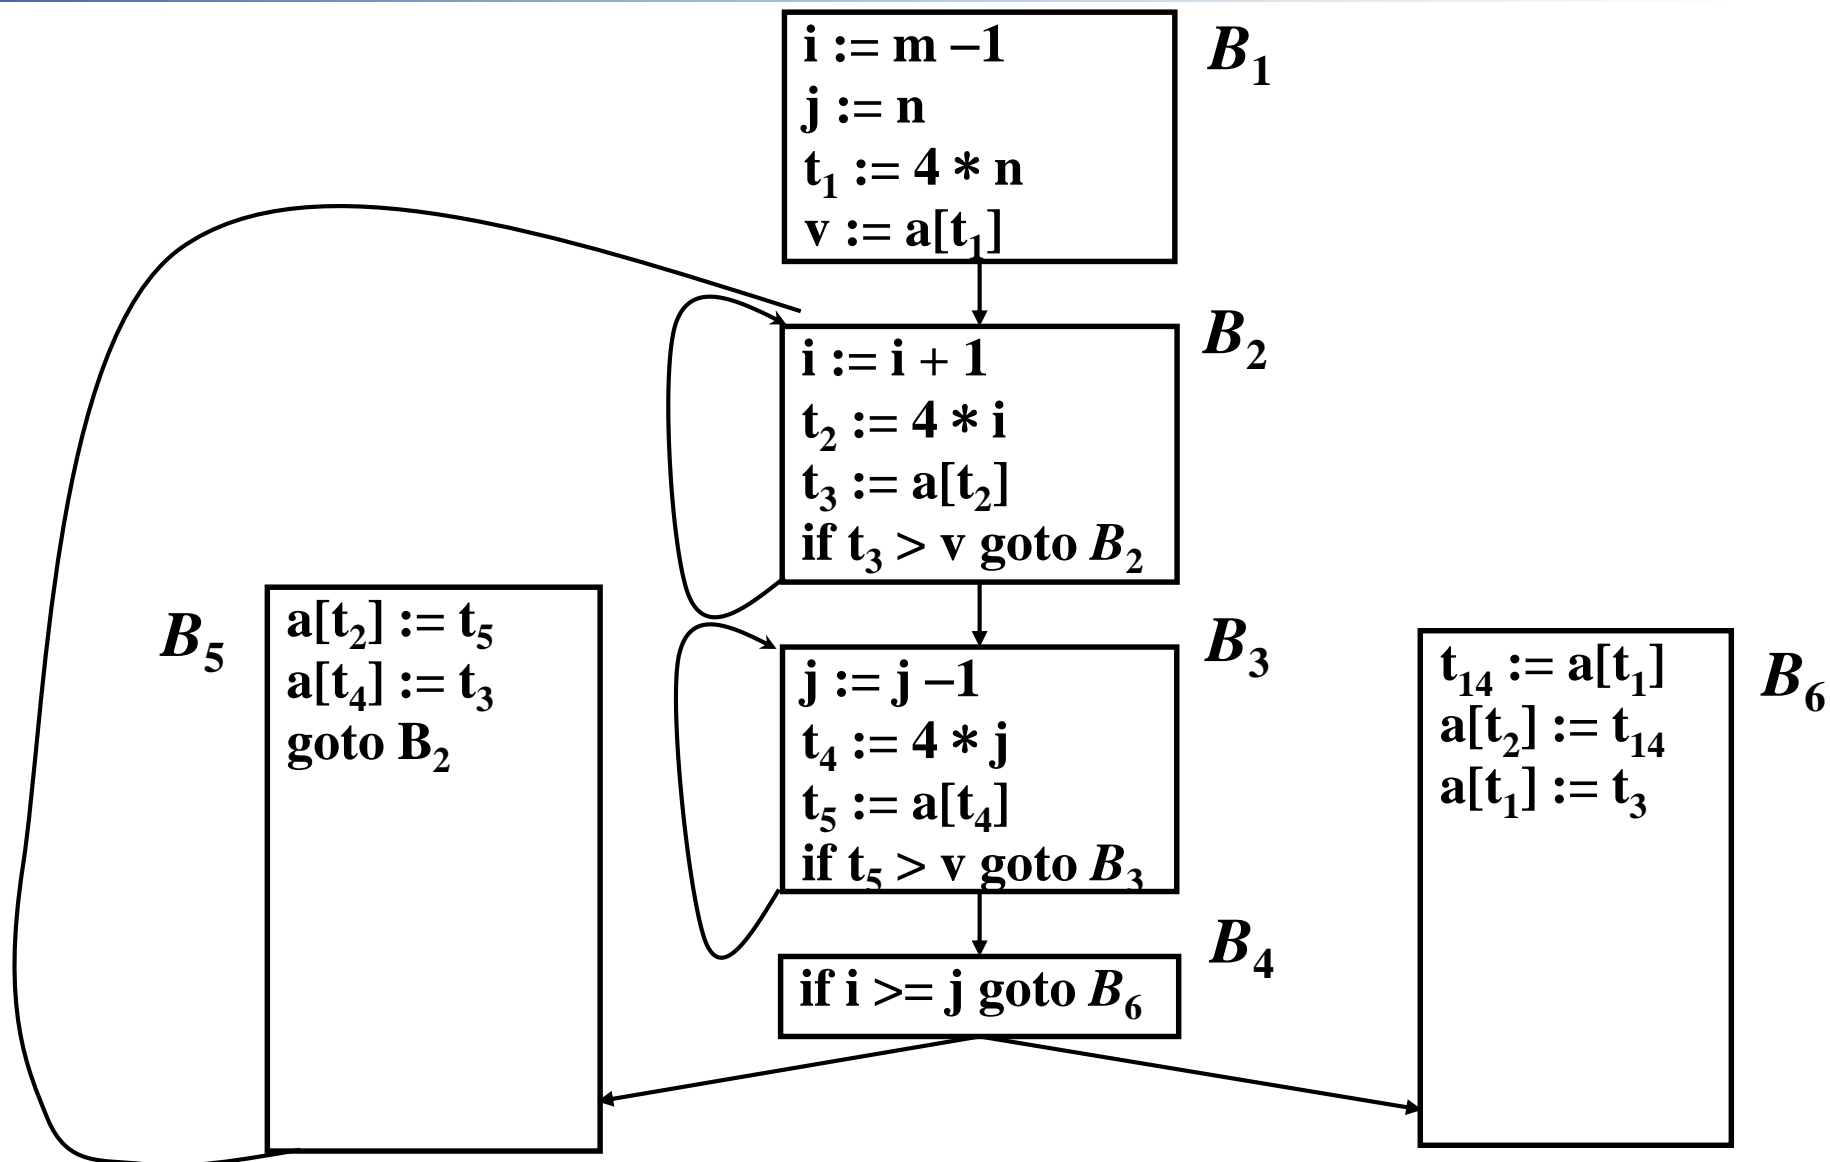 i := m −1
j := n
t₁ := 4 * n
v := a[t₁]
B₁
i := i + 1
t₂ := 4 * i
t₃ := a[t₂]
if t₃ > v goto B₂
B₂
j := j −1
t₄ := 4 * j
t₅ := a[t₄]
if t₅ > v goto B₃
B₃
if i >= j goto B₆
B₄
B₅
a[t₂] := t₅
a[t₄] := t₃
goto B₂
t₁₄ := a[t₁]
a[t₂] := t₁₄
a[t₁] := t₃
B₆